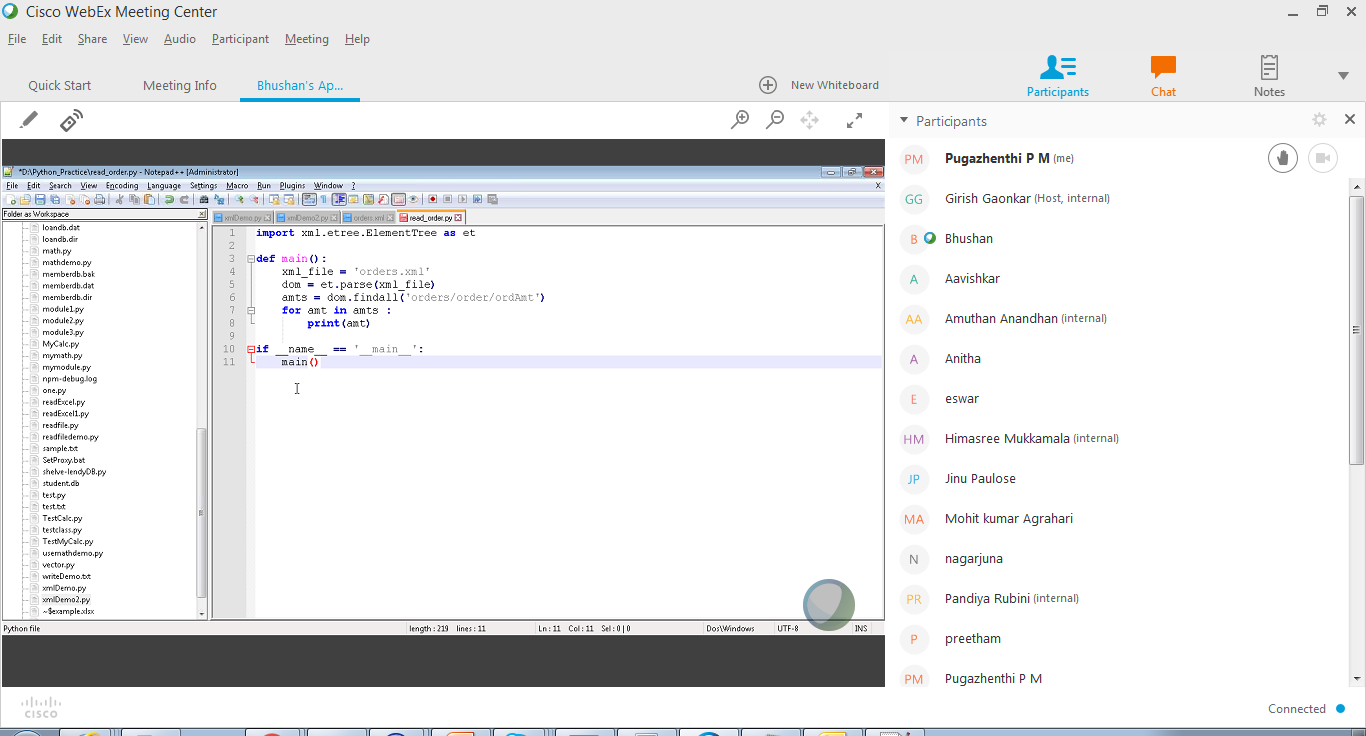 Cisco WebEx Meeting Center
File Edit Share View Audio Participant Meeting Help
Quick Start Meeting Info Bhushan's Ap... New Whiteboard
Participants Chat Notes
Participants
*D:\Python_Practice\read_order.py - Notepad++ [Administrator]
File Edit Search View Encoding Language Settings Macro Run Plugins Window ? X
Folder as Workspace
xmlDemo.py xmlDemo2.py orders.xml read_order.py
loandb.dat
loandb.dir
math.py
mathdemo.py
memberdb.bak
memberdb.dat
memberdb.dir
module1.py
module2.py
module3.py
MyCalc.py
mymath.py
mymodule.py
npm-debug.log
one.py
readExcel.py
readExcel1.py
readfile.py
readfiledemo.py
sample.txt
SetProxy.bat
shelve-lendyDB.py
student.db
test.py
test.txt
TestCalc.py
testclass.py
TestMyCalc.py
usemathdemo.py
vector.py
writeDemo.txt
xmlDemo.py
xmlDemo2.py
~$example.xlsx
1 import xml.etree.ElementTree as et
2
3 def main():
4 xml_file = 'orders.xml'
5 dom = et.parse(xml_file)
6 amts = dom.findall('orders/order/ordAmt')
7 for amt in amts :
8 print(amt)
9
10 if __name__ == '__main__':
11 main()
Python file length : 219 lines : 11 Ln : 11 Col : 11 Sel : 0 | 0 Dos\Windows UTF-8 INS
PM Pugazhenthi P M (me)
GG Girish Gaonkar (Host, internal)
B Bhushan
A Aavishkar
AA Amuthan Anandhan (internal)
A Anitha
E eswar
HM Himasree Mukkamala (internal)
JP Jinu Paulose
MA Mohit kumar Agrahari
N nagarjuna
PR Pandiya Rubini (internal)
P preetham
PM Pugazhenthi P M
CISCO
Connected